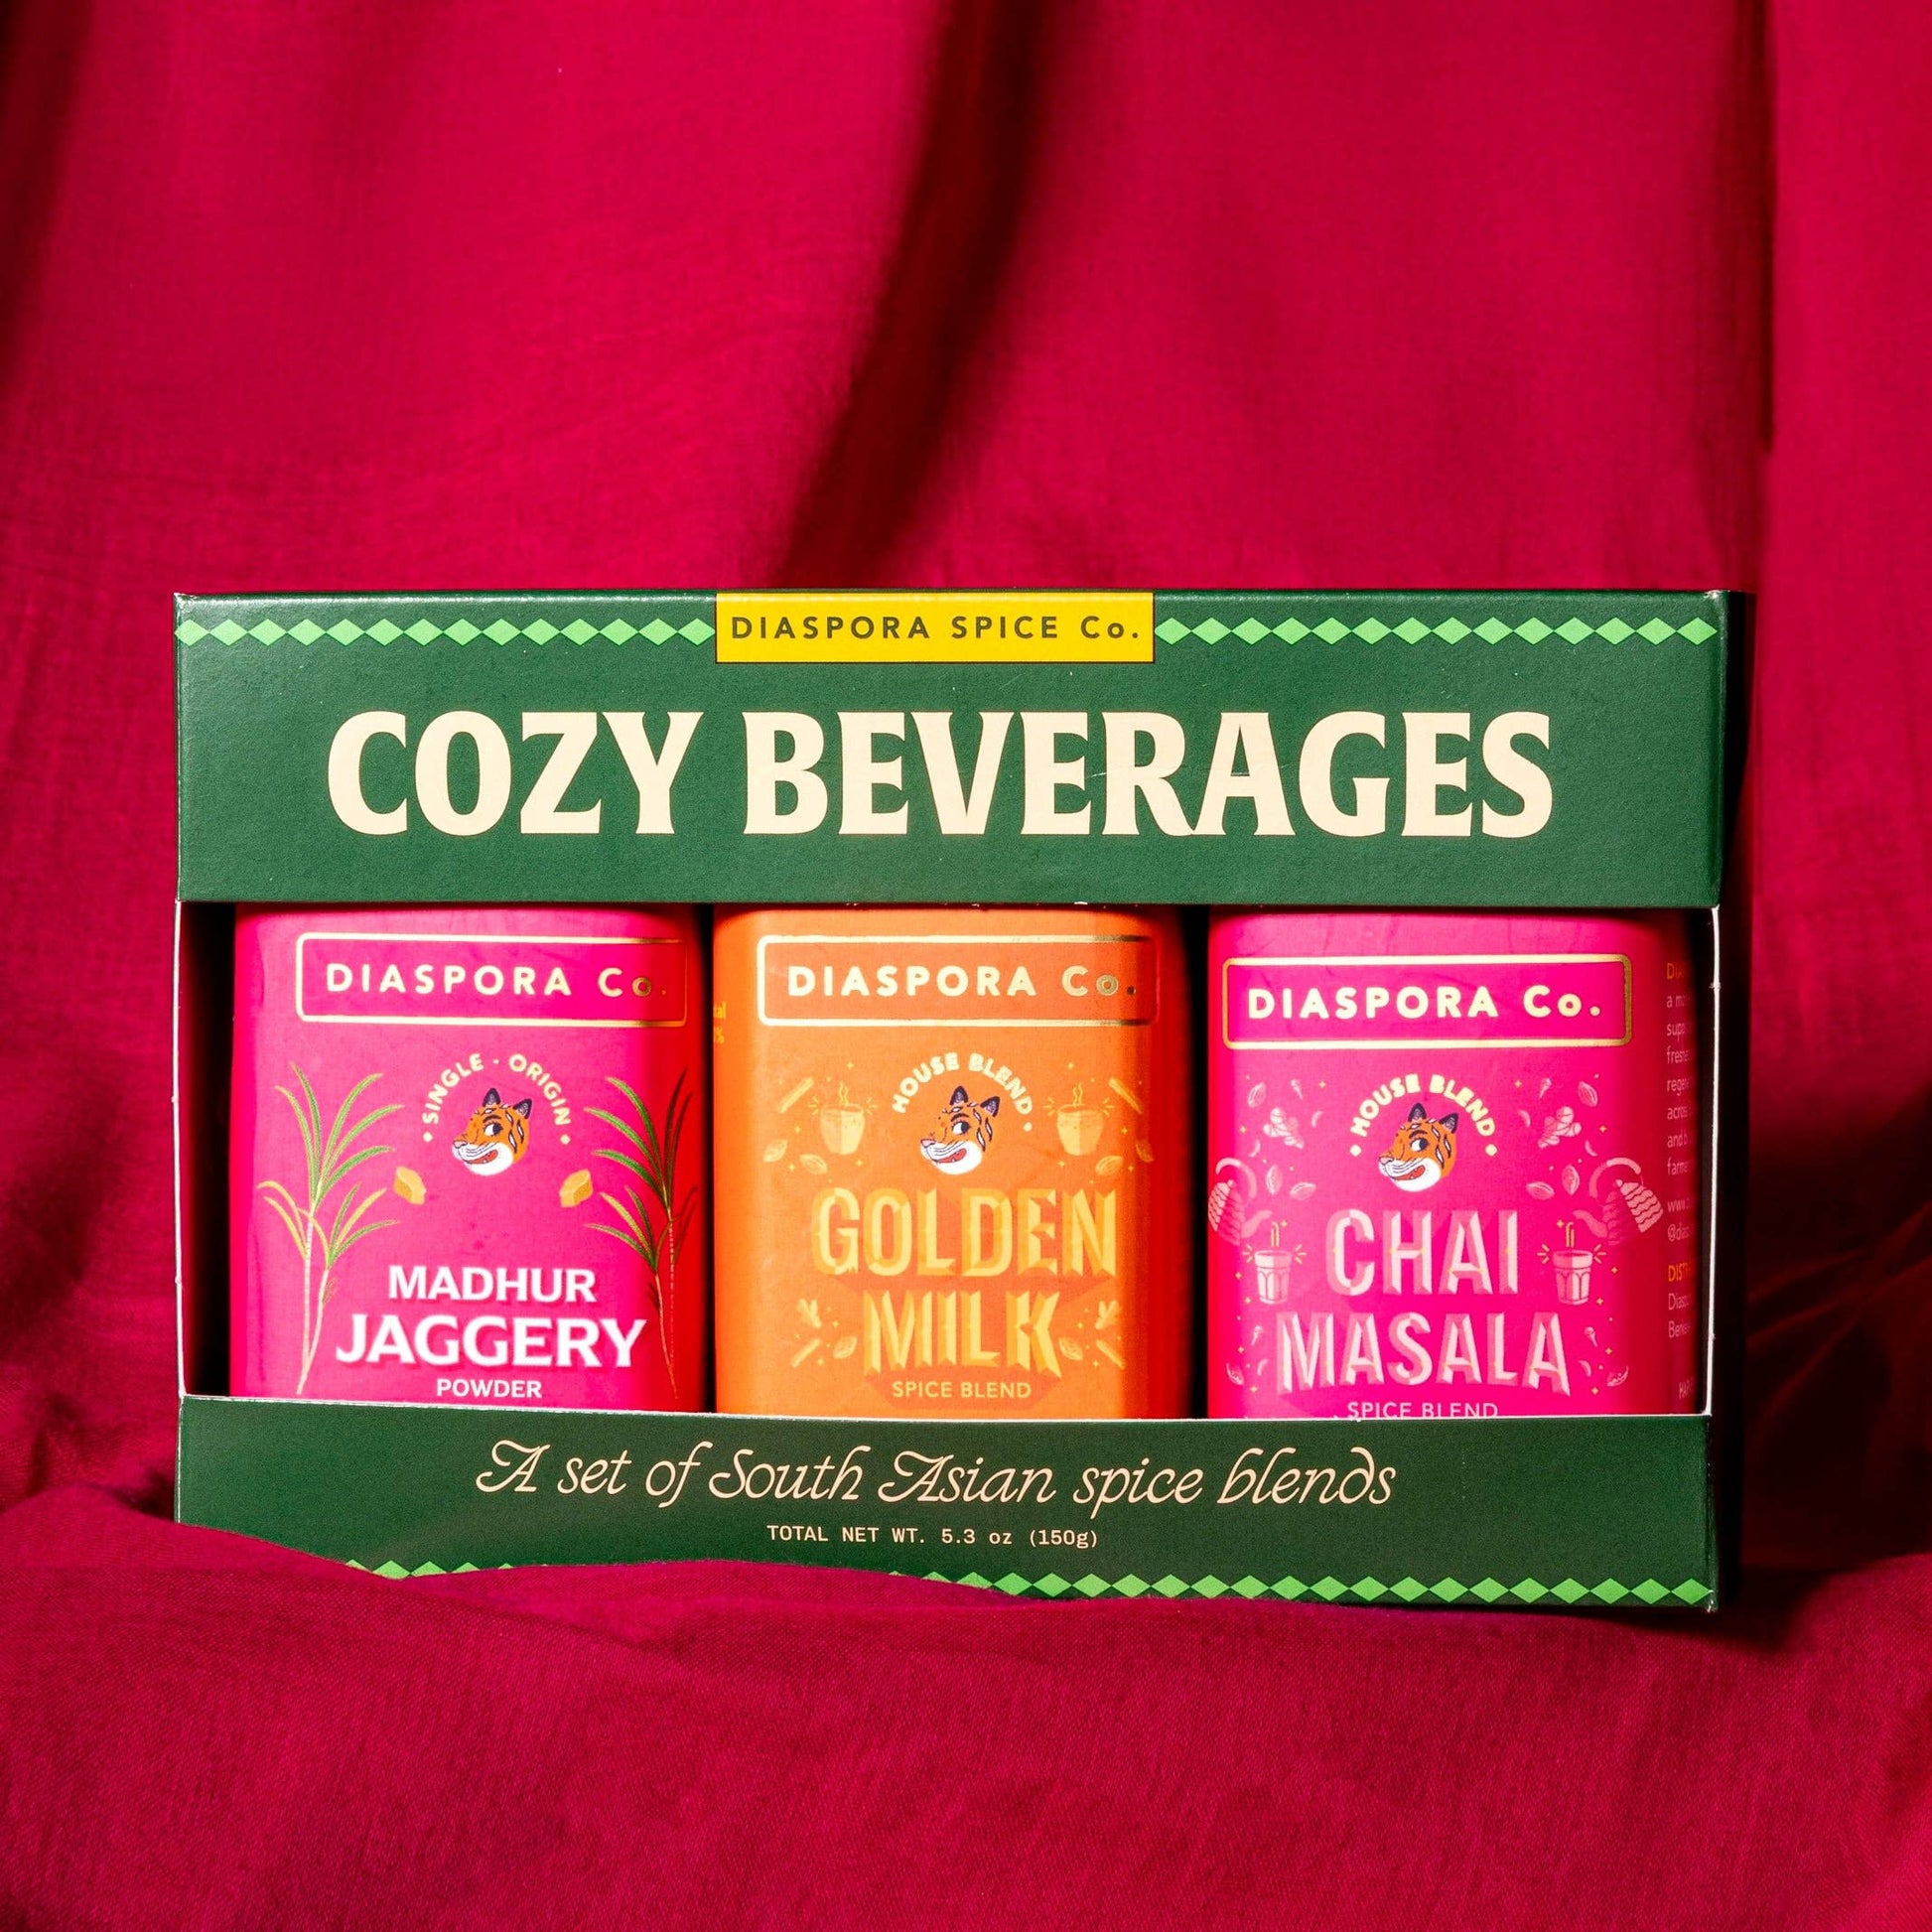 DIASPORA SPICE Co.
COZY BEVERAGES
DIASPORA Co.
SINGLE · ORIGIN
MADHUR
JAGGERY
POWDER
DIASPORA Co.
HOUSE BLEND
GOLDEN
MILK
SPICE BLEND
DIASPORA Co.
HOUSE BLEND
CHAI
MASALA
SPICE BLEND
A set of South Asian spice blends
TOTAL NET WT. 5.3 oz (150g)